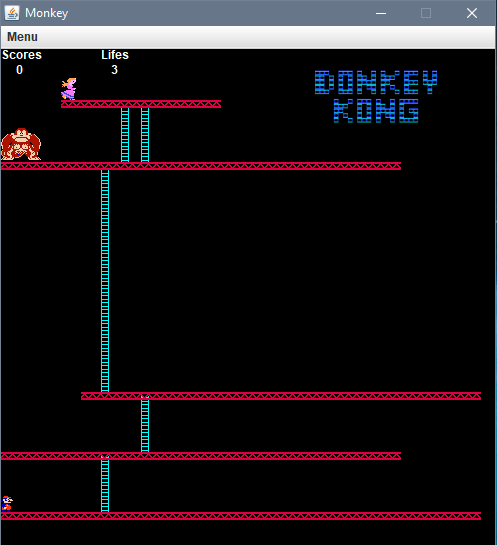 Monkey
Menu
Scores Lifes
0 3
DONKEY
KONG